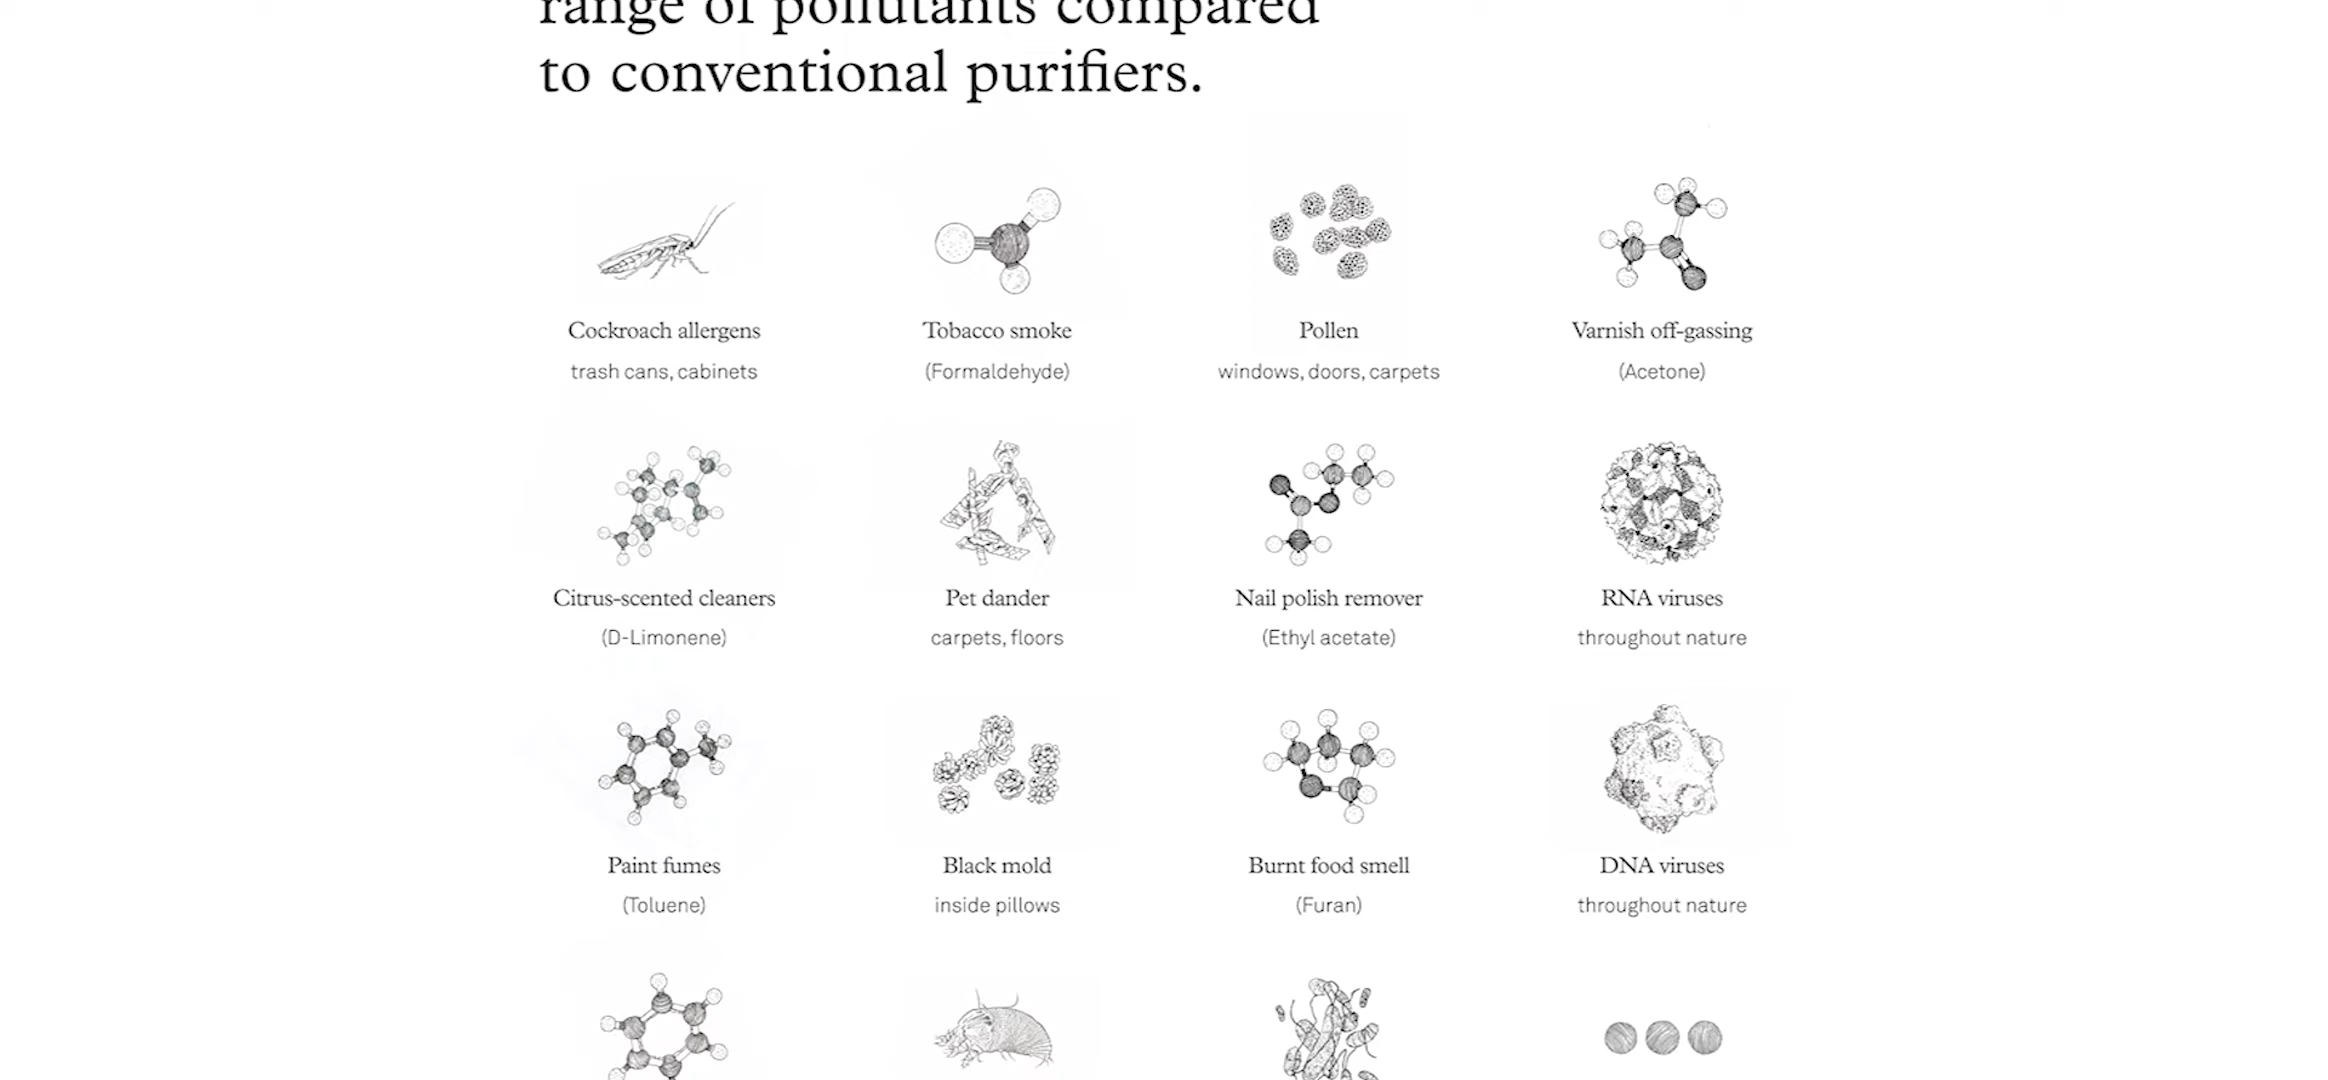 range of pollutants compared
to conventional purifiers.
Cockroach allergens
trash cans, cabinets
Tobacco smoke
(Formaldehyde)
Pollen
windows, doors, carpets
Varnish off-gassing
(Acetone)
Citrus-scented cleaners
(D-Limonene)
Pet dander
carpets, floors
Nail polish remover
(Ethyl acetate)
RNA viruses
throughout nature
Paint fumes
(Toluene)
Black mold
inside pillows
Burnt food smell
(Furan)
DNA viruses
throughout nature